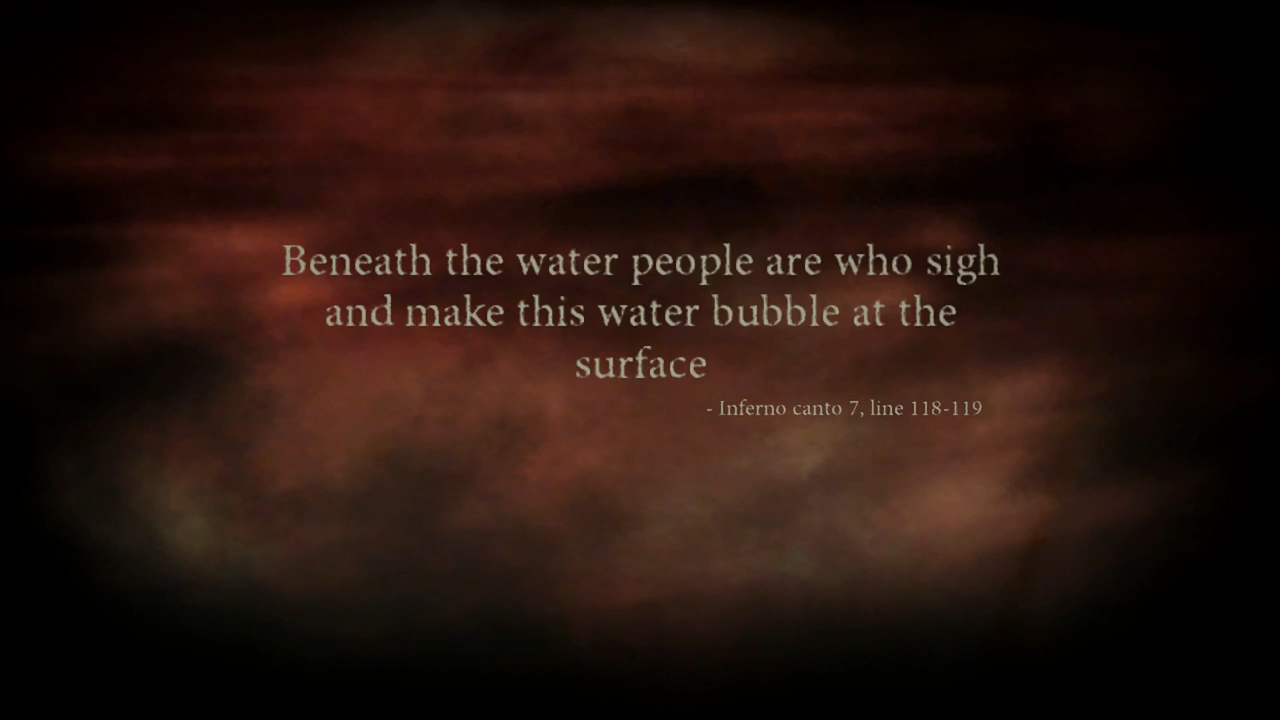 Beneath the water people are who sigh
and make this water bubble at the
surface
- Inferno canto 7, line 118-119